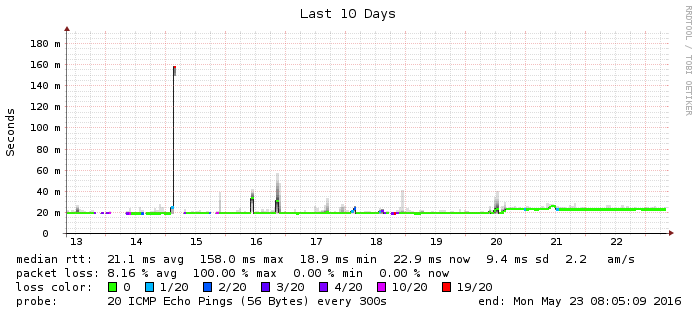 Last 10 Days
RRDTOOL / TOBI OETIKER
Seconds
180 m
160 m
140 m
120 m
100 m
80 m
60 m
40 m
20 m
0
13 14 15 16 17 18 19 20 21 22
median rtt: 21.1 ms avg 158.0 ms max 18.9 ms min 22.9 ms now 9.4 ms sd 2.2 am/s
packet loss: 8.16 % avg 100.00 % max 0.00 % min 0.00 % now
loss color: 0 1/20 2/20 3/20 4/20 10/20 19/20
probe: 20 ICMP Echo Pings (56 Bytes) every 300s end: Mon May 23 08:05:09 2016